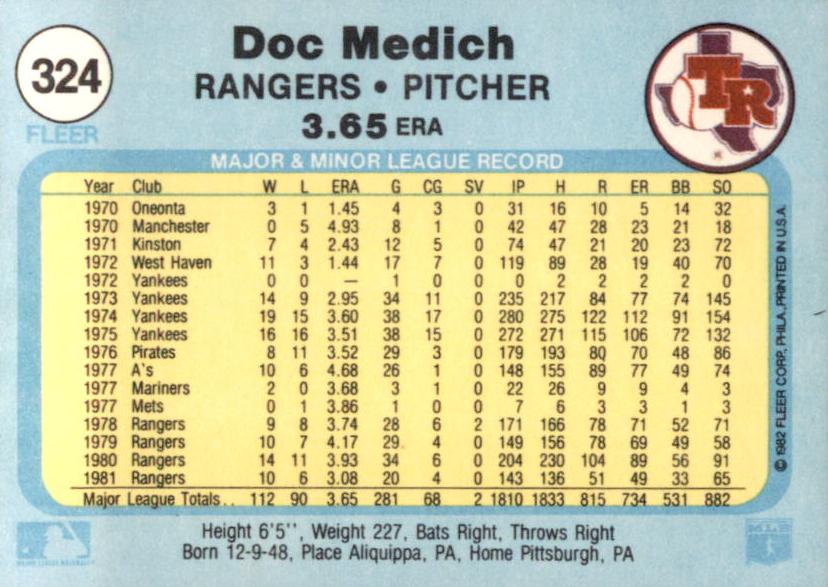 324
FLEER
Doc Medich
RANGERS • PITCHER
3.65 ERA
TR
MAJOR & MINOR LEAGUE RECORD
Year Club W L ERA G CG SV IP H R ER BB SO
1970 Oneonta 3 1 1.45 4 3 0 31 16 10 5 14 32
1970 Manchester 0 5 4.93 8 1 0 42 47 28 23 21 18
1971 Kinston 7 4 2.43 12 5 0 74 47 21 20 23 72
1972 West Haven 11 3 1.44 17 7 0 119 89 28 19 40 70
1972 Yankees 0 0 — 1 0 0 0 2 2 2 2 0
1973 Yankees 14 9 2.95 34 11 0 235 217 84 77 74 145
1974 Yankees 19 15 3.60 38 17 0 280 275 122 112 91 154
1975 Yankees 16 16 3.51 38 15 0 272 271 115 106 72 132
1976 Pirates 8 11 3.52 29 3 0 179 193 80 70 48 86
1977 A's 10 6 4.68 26 1 0 148 155 89 77 49 74
1977 Mariners 2 0 3.68 3 1 0 22 26 9 9 4 3
1977 Mets 0 1 3.86 1 0 0 7 6 3 3 1 3
1978 Rangers 9 8 3.74 28 6 2 171 166 78 71 52 71
1979 Rangers 10 7 4.17 29 4 0 149 156 78 69 49 58
1980 Rangers 14 11 3.93 34 6 0 204 230 104 89 56 91
1981 Rangers 10 6 3.08 20 4 0 143 136 51 49 33 65
Major League Totals.. 112 90 3.65 281 68 2 1810 1833 815 734 531 882
© 1982 FLEER CORP., PHILA., PRINTED IN U.S.A.
Height 6'5'', Weight 227, Bats Right, Throws Right
Born 12-9-48, Place Aliquippa, PA, Home Pittsburgh, PA
MAJOR LEAGUE BASEBALL